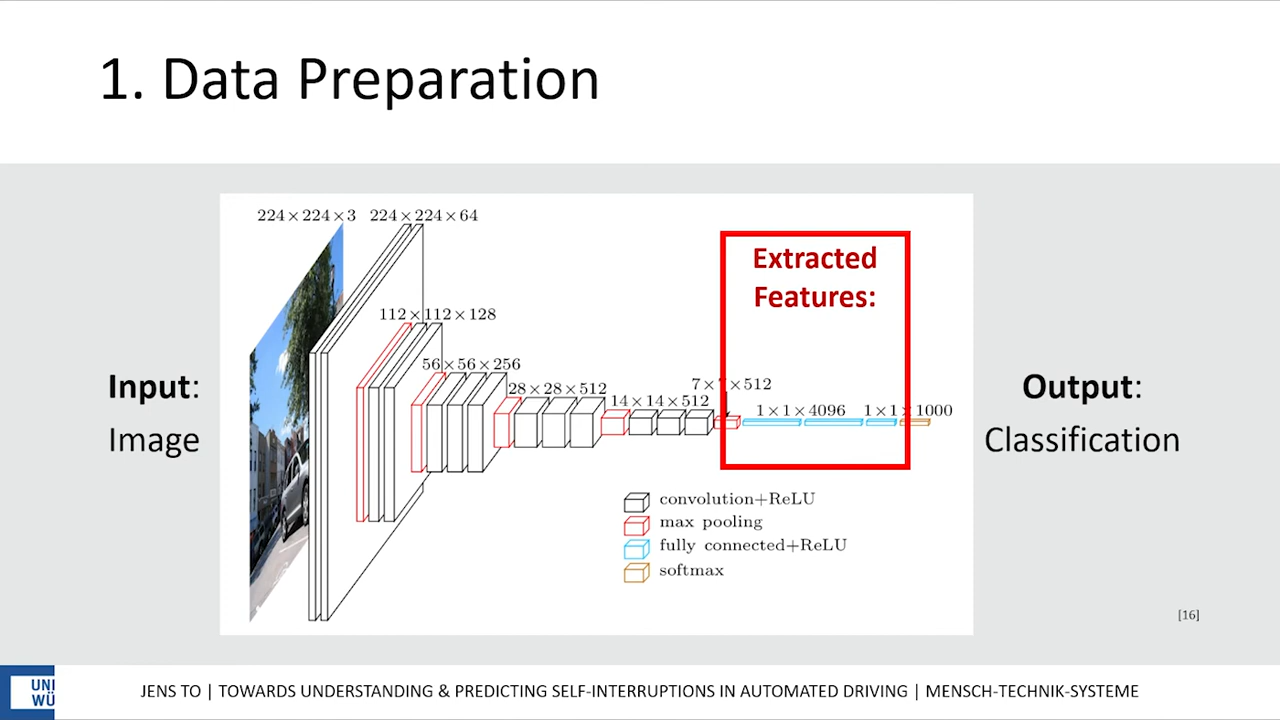 1. Data Preparation
224×224×3 224×224×64
112×112×128
56×56×256
28×28×512
14×14×512
7×7×512
1×1×4096 1×1×1000
Extracted
Features:
Input:
Image
Output:
Classification
convolution+ReLU
max pooling
fully connected+ReLU
softmax
[16]
UNI
WÜ
JENS TO | TOWARDS UNDERSTANDING & PREDICTING SELF-INTERRUPTIONS IN AUTOMATED DRIVING | MENSCH-TECHNIK-SYSTEME